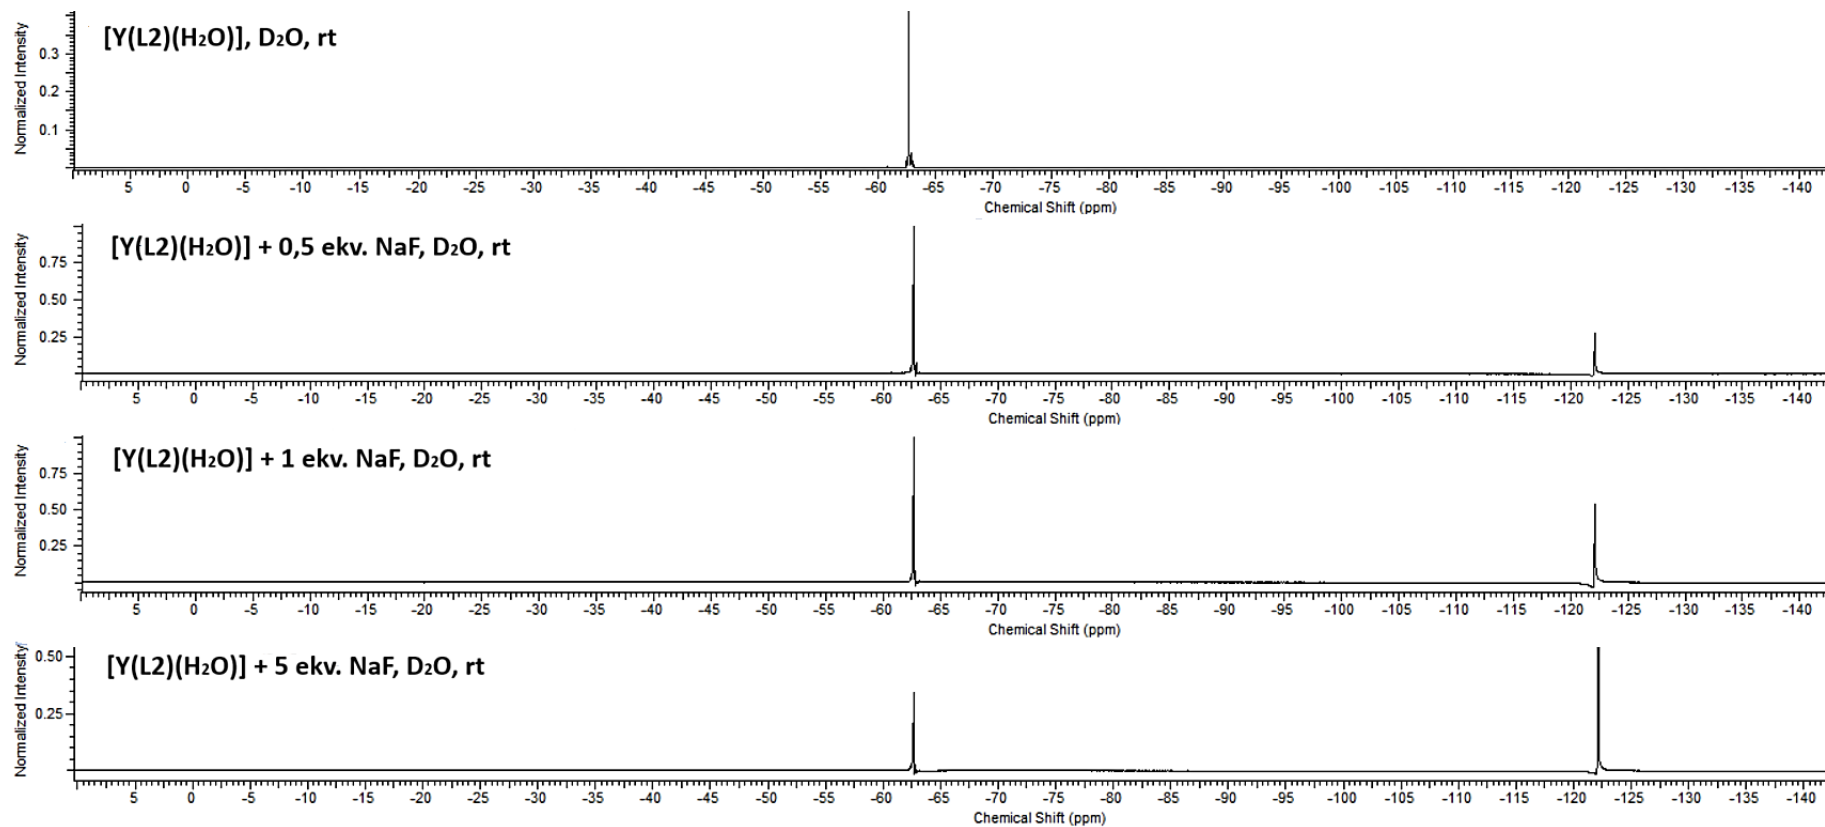 [Y(L2)(H₂O)], D₂O, rt
Normalized Intensity
0.3
0.2
0.1
5 0 -5 -10 -15 -20 -25 -30 -35 -40 -45 -50 -55 -60 -65 -70 -75 -80 -85 -90 -95 -100 -105 -110 -115 -120 -125 -130 -135 -140
Chemical Shift (ppm)
[Y(L2)(H₂O)] + 0,5 ekv. NaF, D₂O, rt
Normalized Intensity
0.75
0.50
0.25
5 0 -5 -10 -15 -20 -25 -30 -35 -40 -45 -50 -55 -60 -65 -70 -75 -80 -85 -90 -95 -100 -105 -110 -115 -120 -125 -130 -135 -140
Chemical Shift (ppm)
[Y(L2)(H₂O)] + 1 ekv. NaF, D₂O, rt
Normalized Intensity
0.75
0.50
0.25
5 0 -5 -10 -15 -20 -25 -30 -35 -40 -45 -50 -55 -60 -65 -70 -75 -80 -85 -90 -95 -100 -105 -110 -115 -120 -125 -130 -135 -140
Chemical Shift (ppm)
[Y(L2)(H₂O)] + 5 ekv. NaF, D₂O, rt
Normalized Intensity
0.50
0.25
5 0 -5 -10 -15 -20 -25 -30 -35 -40 -45 -50 -55 -60 -65 -70 -75 -80 -85 -90 -95 -100 -105 -110 -115 -120 -125 -130 -135 -140
Chemical Shift (ppm)